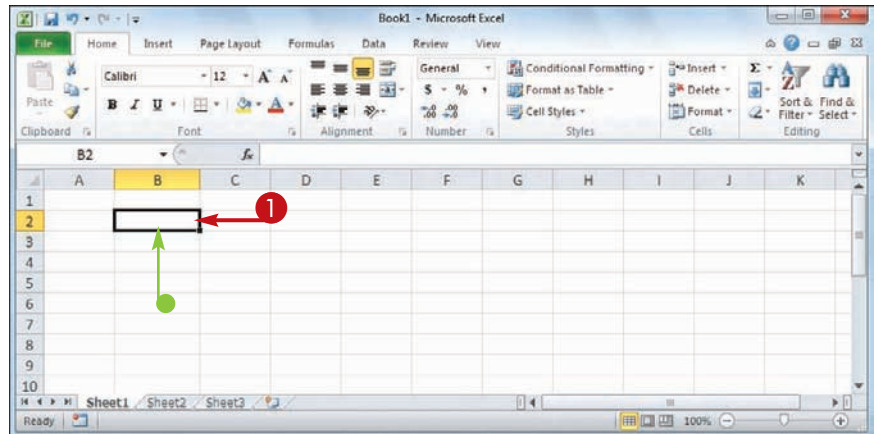 Book1 - Microsoft Excel
File Home Insert Page Layout Formulas Data Review View
Calibri 12 A A General Conditional Formatting Insert Σ
Paste B I U A $ % , Format as Table Delete Sort & Find &
.00 .00 Cell Styles Format Filter Select
Clipboard Font Alignment Number Styles Cells Editing
B2 fx
A B C D E F G H I J K
1
2 1
3
4
5
6
7
8
9
10
Sheet1 Sheet2 Sheet3
Ready 100%